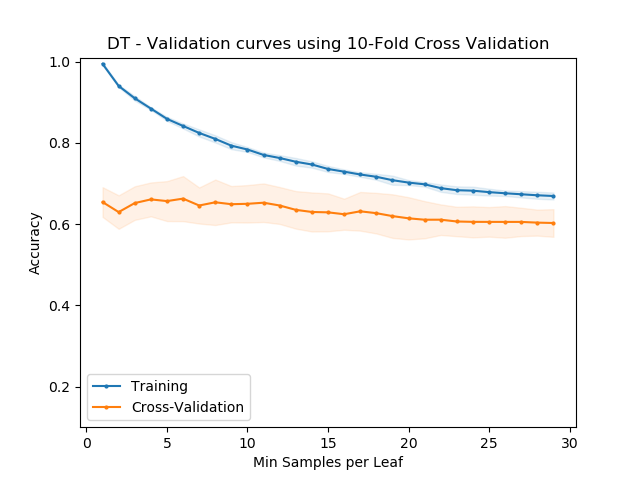 DT - Validation curves using 10-Fold Cross Validation
1.0
0.8
0.6
0.4
0.2
Accuracy
Training
Cross-Validation
0 5 10 15 20 25 30
Min Samples per Leaf